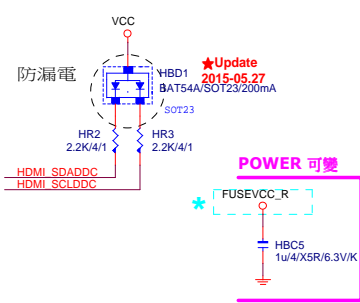 VCC
防漏電
★Update
2015-05.27
HBD1
BAT54A/SOT23/200mA
SOT23
HR2
2.2K/4/1
HR3
2.2K/4/1
HDMI_SDADDC
HDMI_SCLDDC
POWER 可變
* FUSEVCC_R
HBC5
1u/4/X5R/6.3V/K